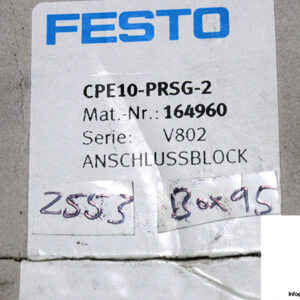 FESTO
CPE10-PRSG-2
Mat.-Nr.: 164960
Serie: V802
ANSCHLUSSBLOCK
2553 Box 95